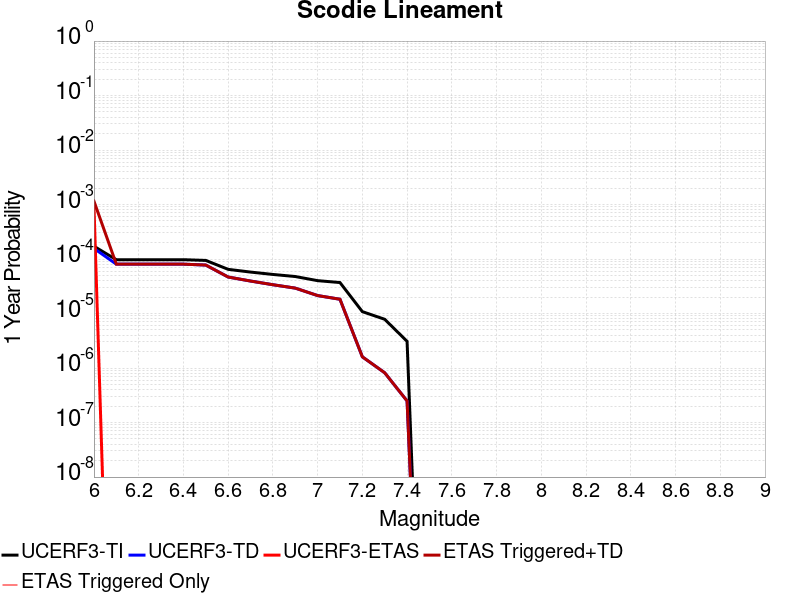 Scodie Lineament
10^0
10^-1
10^-2
10^-3
10^-4
10^-5
10^-6
10^-7
10^-8
1 Year Probability
6 6.2 6.4 6.6 6.8 7 7.2 7.4 7.6 7.8 8 8.2 8.4 8.6 8.8 9
Magnitude
UCERF3-TI UCERF3-TD UCERF3-ETAS ETAS Triggered+TD
ETAS Triggered Only